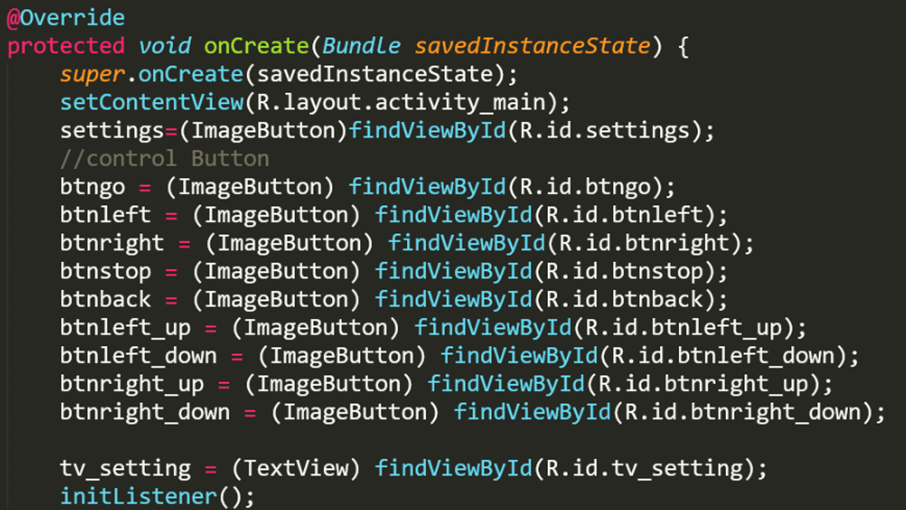 @Override
protected void onCreate(Bundle savedInstanceState) {
super.onCreate(savedInstanceState);
setContentView(R.layout.activity_main);
settings=(ImageButton)findViewById(R.id.settings);
//control Button
btngo = (ImageButton) findViewById(R.id.btngo);
btnleft = (ImageButton) findViewById(R.id.btnleft);
btnright = (ImageButton) findViewById(R.id.btnright);
btnstop = (ImageButton) findViewById(R.id.btnstop);
btnback = (ImageButton) findViewById(R.id.btnback);
btnleft_up = (ImageButton) findViewById(R.id.btnleft_up);
btnleft_down = (ImageButton) findViewById(R.id.btnleft_down);
btnright_up = (ImageButton) findViewById(R.id.btnright_up);
btnright_down = (ImageButton) findViewById(R.id.btnright_down);
tv_setting = (TextView) findViewById(R.id.tv_setting);
initListener();